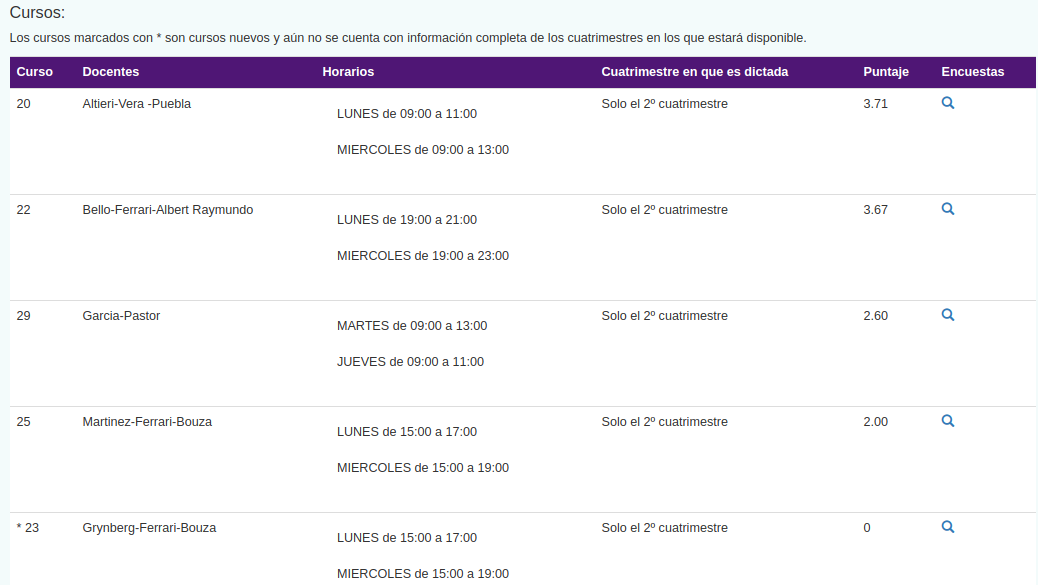 Cursos:
Los cursos marcados con * son cursos nuevos y aún no se cuenta con información completa de los cuatrimestres en los que estará disponible.
Curso Docentes Horarios Cuatrimestre en que es dictada Puntaje Encuestas
20 Altieri-Vera -Puebla Solo el 2º cuatrimestre 3.71
LUNES de 09:00 a 11:00
MIERCOLES de 09:00 a 13:00
22 Bello-Ferrari-Albert Raymundo Solo el 2º cuatrimestre 3.67
LUNES de 19:00 a 21:00
MIERCOLES de 19:00 a 23:00
29 Garcia-Pastor Solo el 2º cuatrimestre 2.60
MARTES de 09:00 a 13:00
JUEVES de 09:00 a 11:00
25 Martinez-Ferrari-Bouza Solo el 2º cuatrimestre 2.00
LUNES de 15:00 a 17:00
MIERCOLES de 15:00 a 19:00
* 23 Grynberg-Ferrari-Bouza Solo el 2º cuatrimestre 0
LUNES de 15:00 a 17:00
MIERCOLES de 15:00 a 19:00